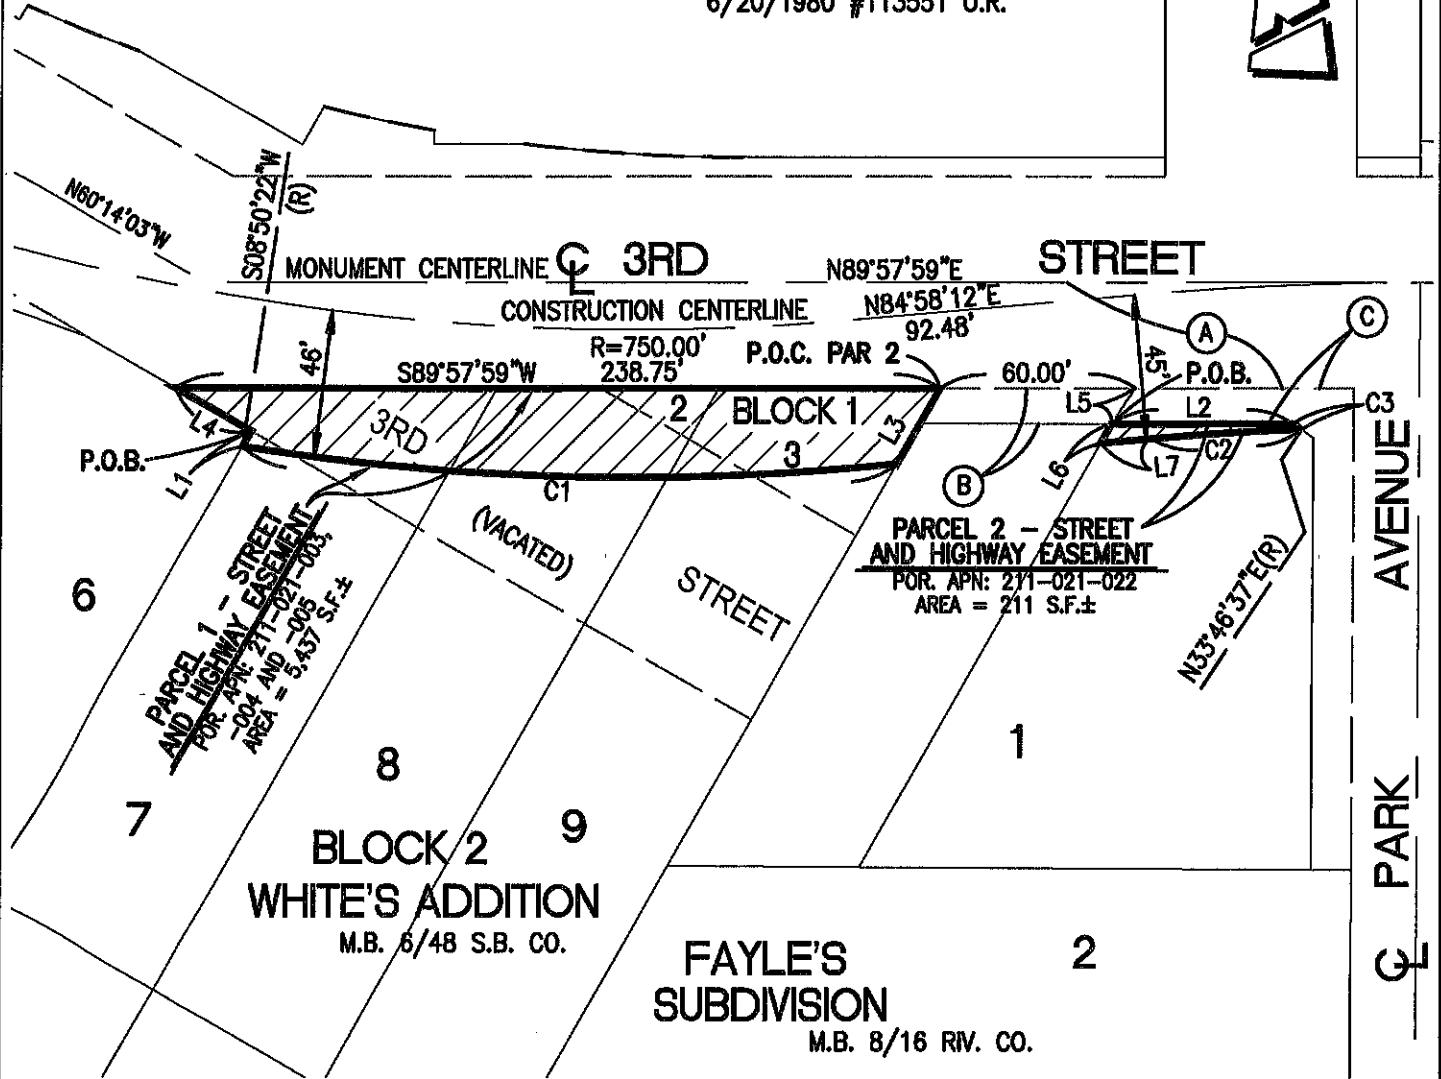 6/20/1980 #113551 O.R.
N60°14'03"W
S08°50'22"W
(R)
MONUMENT CENTERLINE
CL 3RD STREET
N89°57'59"E
CONSTRUCTION CENTERLINE
N84°58'12"E
92.48'
A
C
46'
R=750.00'
S89°57'59"W 238.75'
P.O.C. PAR 2
60.00'
45'
P.O.B.
L5
L2
C3
L4
3RD
2
BLOCK 1
L3
3
P.O.B.
L1
C1
B
L6
L7
C2
(VACATED)
STREET
PARCEL 1 - STREET
AND HIGHWAY EASEMENT
POR. APN: 211-021-003,
-004 AND -005
AREA = 5,437 S.F.±
PARCEL 2 - STREET
AND HIGHWAY EASEMENT
POR. APN: 211-021-022
AREA = 211 S.F.±
N33°46'37"E(R)
6
7
8
9
1
BLOCK 2
WHITE'S ADDITION
M.B. 6/48 S.B. CO.
FAYLE'S
SUBDIVISION
M.B. 8/16 RIV. CO.
2
CL PARK AVENUE